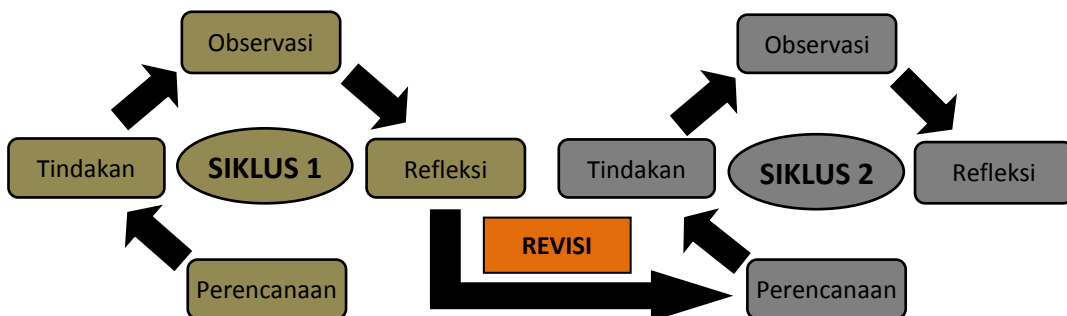 Observasi
Tindakan
SIKLUS 1
Refleksi
Perencanaan
REVISI
Observasi
Tindakan
SIKLUS 2
Refleksi
Perencanaan